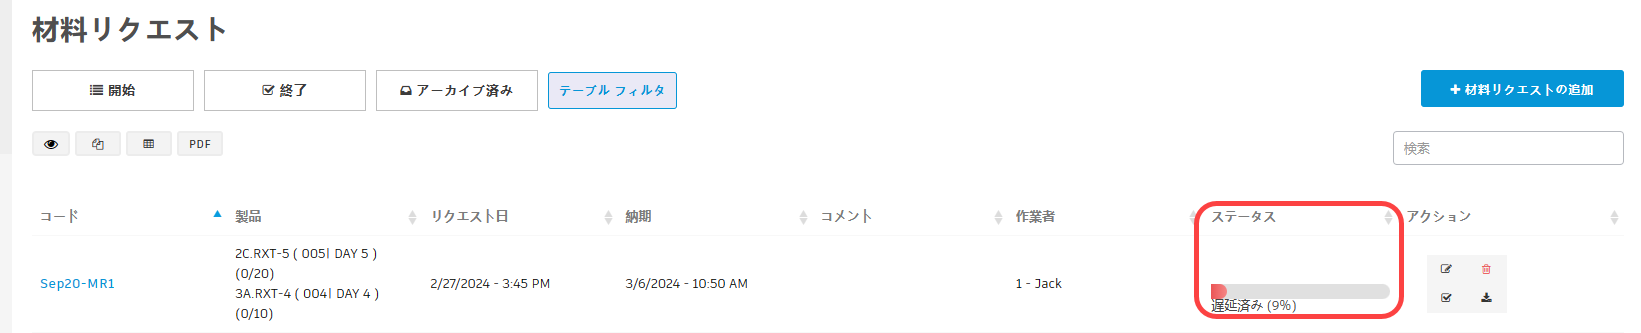 材料リクエスト
開始
終了
アーカイブ済み
テーブル フィルタ
材料リクエストの追加
PDF
検索
コード
製品
リクエスト日
納期
コメント
作業者
ステータス
アクション
Sep20-MR1
2C.RXT-5 ( 005| DAY 5 )
(0/20)
3A.RXT-4 ( 004| DAY 4 )
(0/10)
2/27/2024 - 3:45 PM
3/6/2024 - 10:50 AM
1 - Jack
遅延済み (9%)